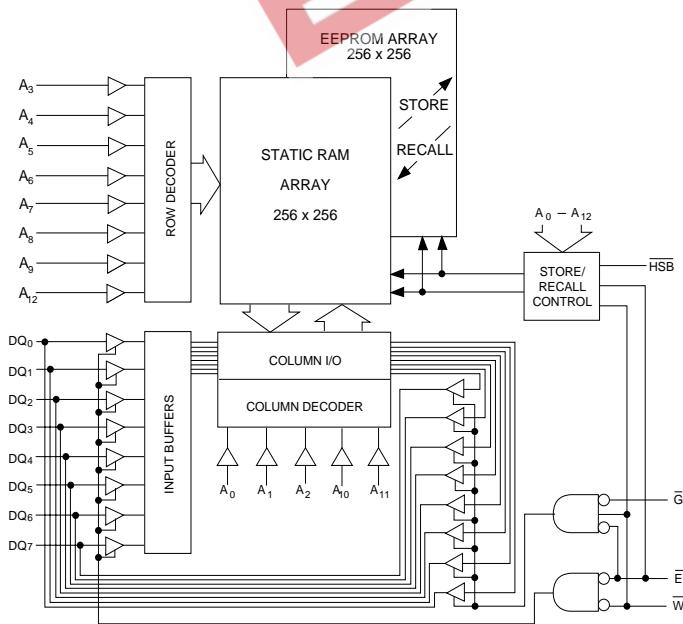 EEPROM ARRAY
256 x 256
STORE
RECALL
A3
A4
A5
A6
A7
A8
A9
A12
ROW DECODER
STATIC RAM
ARRAY
256 x 256
A0 – A12
STORE/
RECALL
CONTROL
H̅S̅B̅
DQ0
DQ1
DQ2
DQ3
DQ4
DQ5
DQ6
DQ7
INPUT BUFFERS
COLUMN I/O
COLUMN DECODER
A0 A1 A2 A10 A11
G̅
E̅
W̅